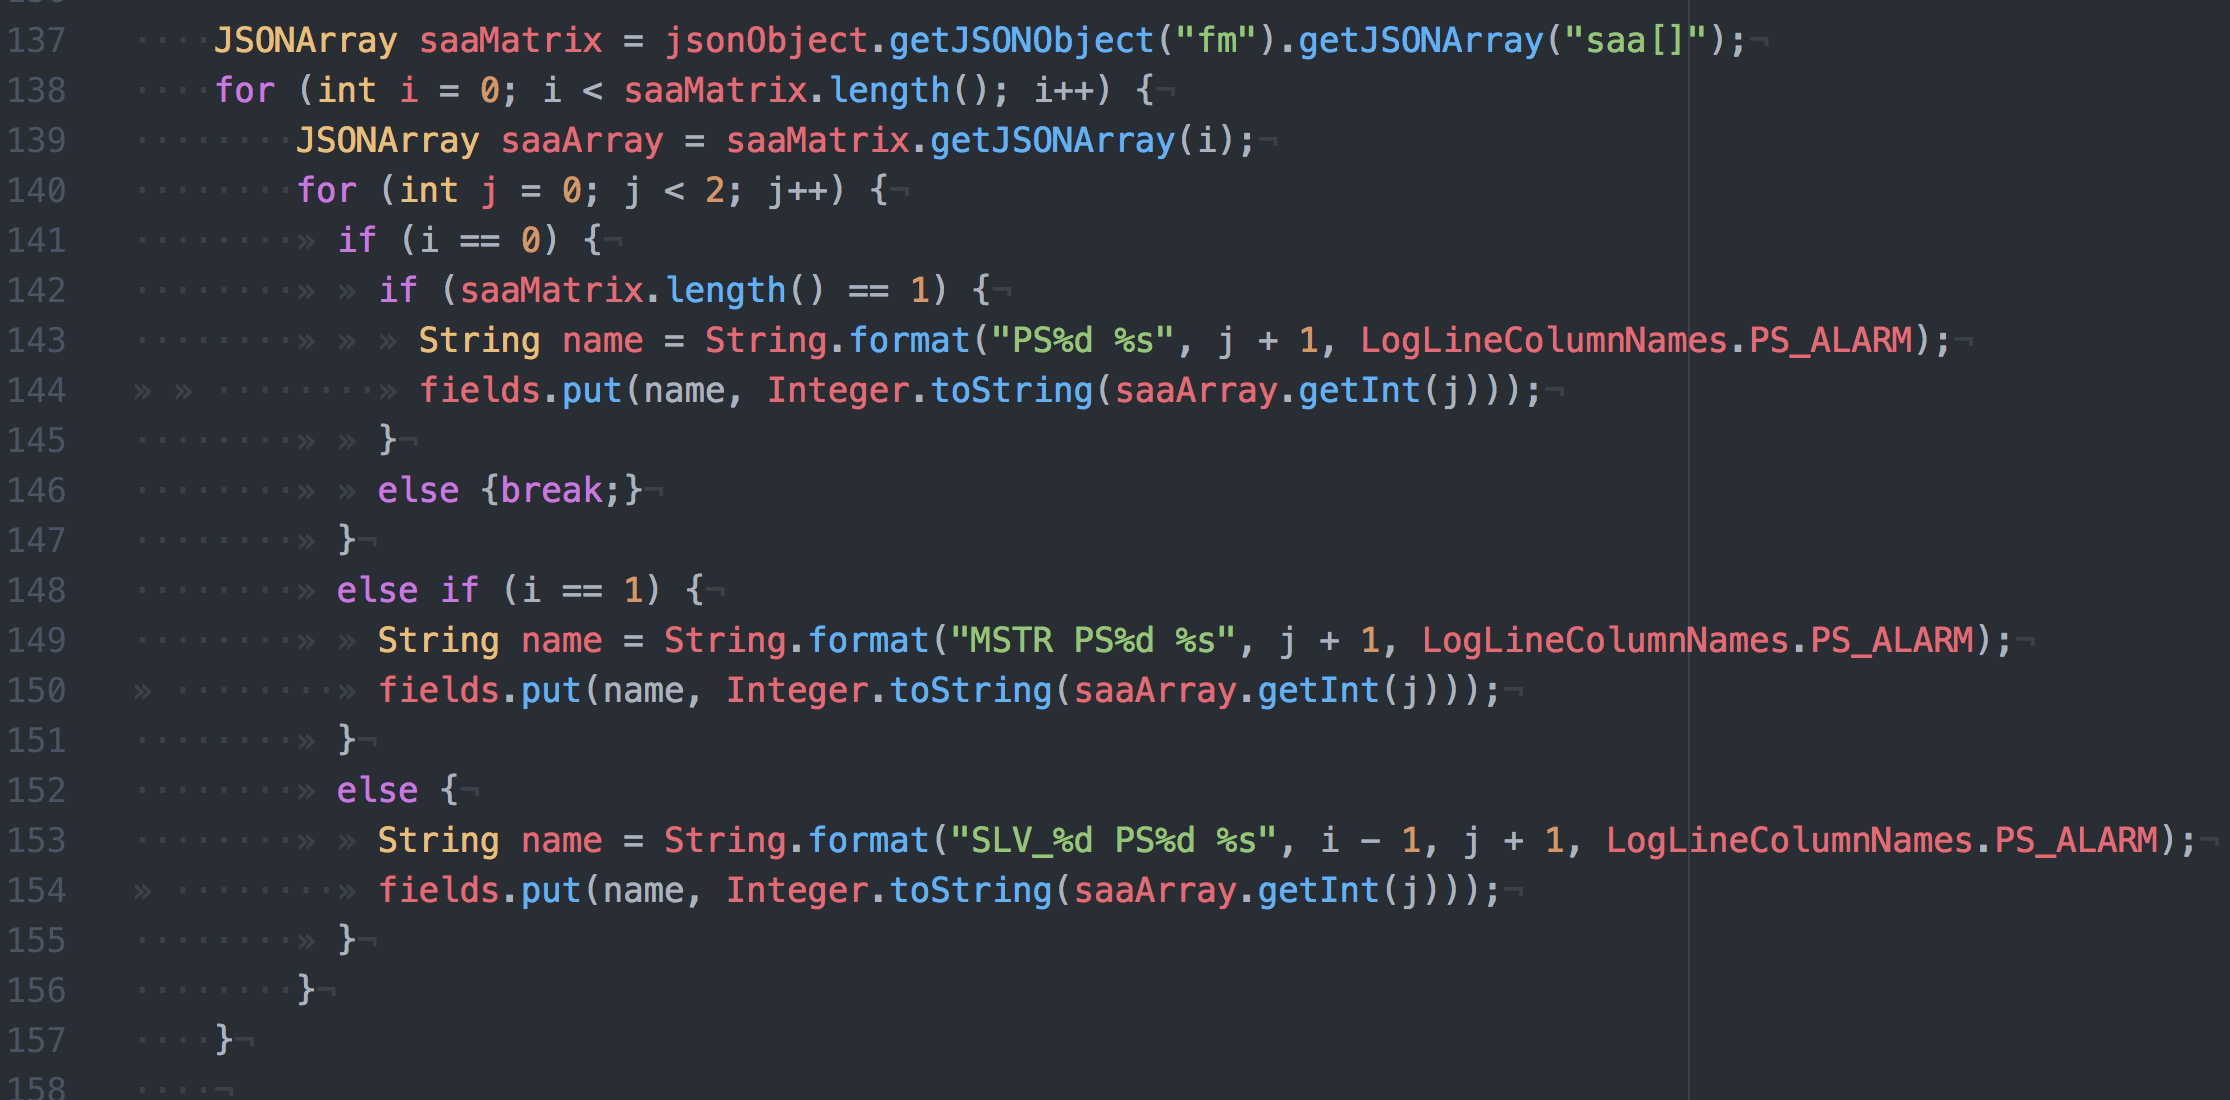 137 JSONArray saaMatrix = jsonObject.getJSONObject("fm").getJSONArray("saa[]");
138 for (int i = 0; i < saaMatrix.length(); i++) {
139 JSONArray saaArray = saaMatrix.getJSONArray(i);
140 for (int j = 0; j < 2; j++) {
141 if (i == 0) {
142 if (saaMatrix.length() == 1) {
143 String name = String.format("PS%d %s", j + 1, LogLineColumnNames.PS_ALARM);
144 fields.put(name, Integer.toString(saaArray.getInt(j)));
145 }
146 else {break;}
147 }
148 else if (i == 1) {
149 String name = String.format("MSTR PS%d %s", j + 1, LogLineColumnNames.PS_ALARM);
150 fields.put(name, Integer.toString(saaArray.getInt(j)));
151 }
152 else {
153 String name = String.format("SLV_%d PS%d %s", i - 1, j + 1, LogLineColumnNames.PS_ALARM);
154 fields.put(name, Integer.toString(saaArray.getInt(j)));
155 }
156 }
157 }
158